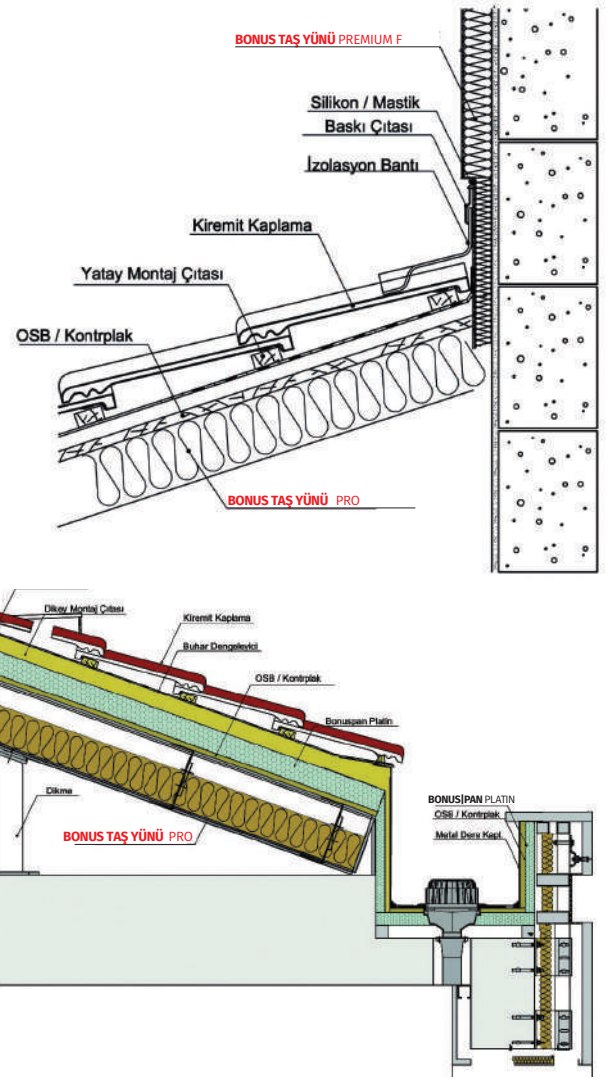 BONUS TAŞ YÜNÜ PREMIUM F
Silikon / Mastik
Baskı Çıtası
İzolasyon Bantı
Kiremit Kaplama
Yatay Montaj Çıtası
OSB / Kontrplak
BONUS TAŞ YÜNÜ PRO
Dikey Montaj Çıtası
Kiremit Kaplama
Buhar Dengeleyici
OSB / Kontrplak
Bonuspan Platin
Dikme
BONUS TAŞ YÜNÜ PRO
BONUS|PAN PLATIN
OSB / Kontrplak
Metal Dere Kapl.